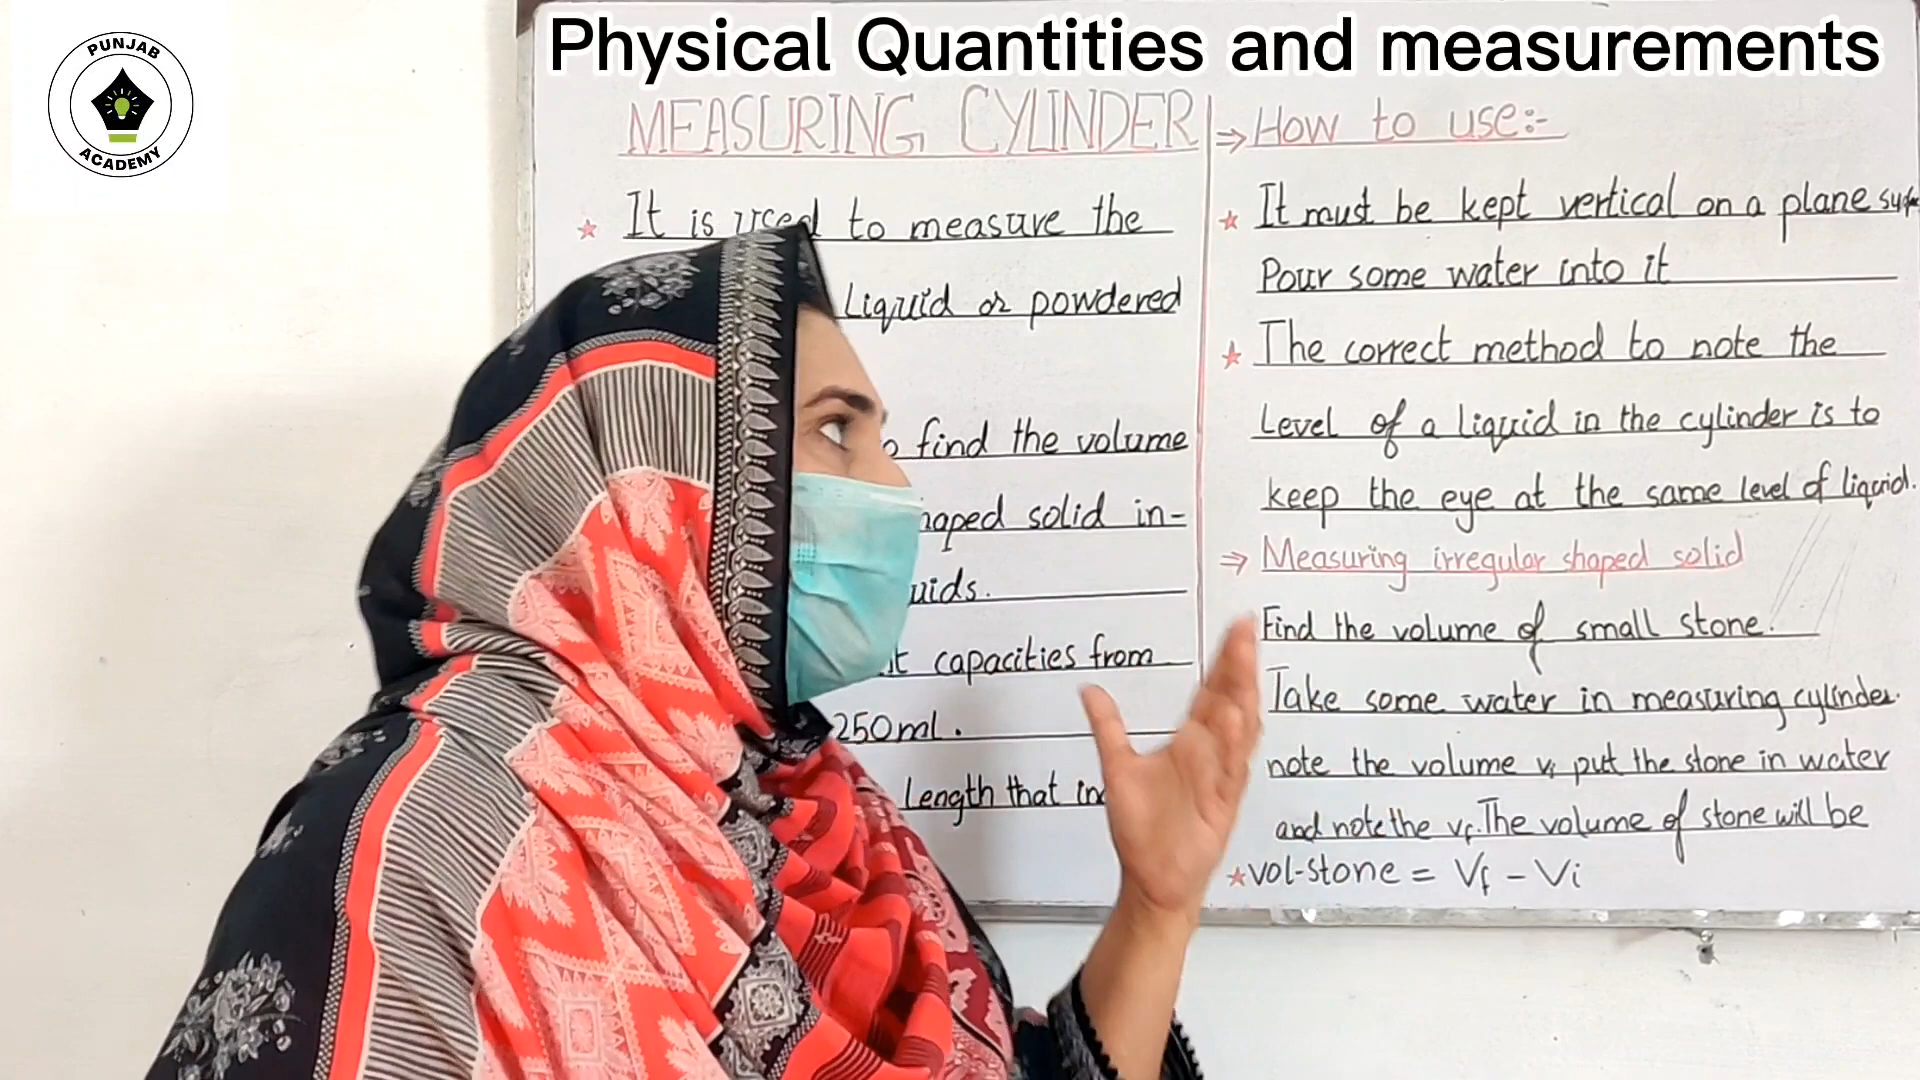 PUNJAB
ACADEMY
Physical Quantities and measurements
MEASURING CYLINDER
It is used to measure the
Liquid or powdered
find the volume
solid in-
capacities from
250ml.
length that
⇒ How to use:-
It must be kept vertical on a plane
Pour some water into it
The correct method to note the
Level of a liquid in the cylinder is to
keep the eye at the same level of liquid.
⇒ Measuring irregular shaped solid
Find the volume of small stone.
Take some water in measuring cylinder.
note the volume vi put the stone in water
and note the vf. The volume of stone will be
vol-stone = Vf - Vi